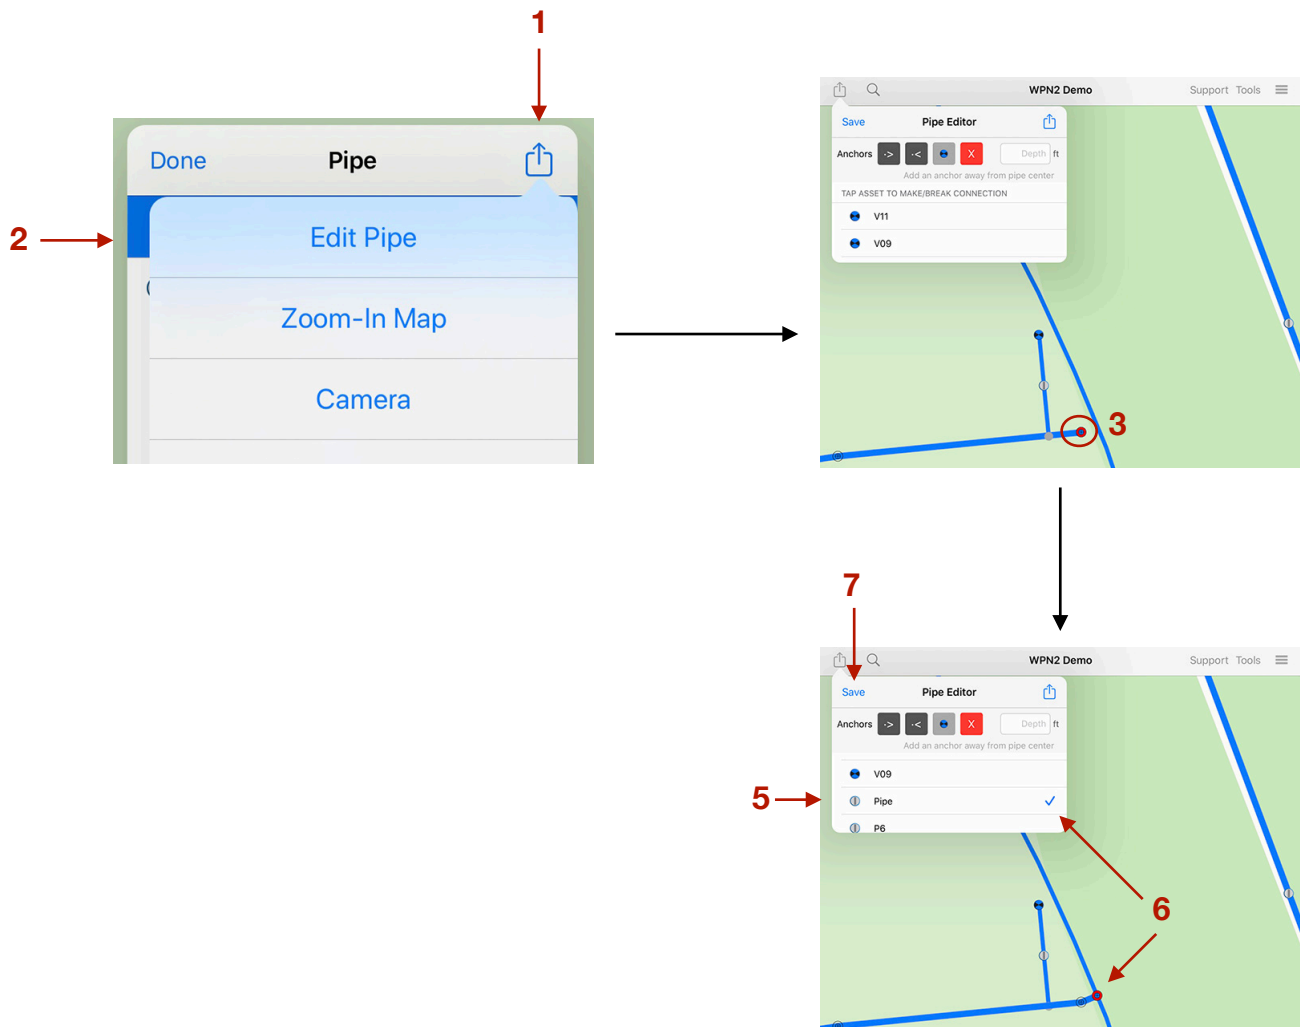 1
Done Pipe
2
Edit Pipe
Zoom-In Map
Camera
WPN2 Demo Support Tools
Save Pipe Editor
Anchors -> -< X Depth ft
Add an anchor away from pipe center
TAP ASSET TO MAKE/BREAK CONNECTION
V11
V09
3
7
WPN2 Demo Support Tools
Save Pipe Editor
Anchors -> -< X Depth ft
Add an anchor away from pipe center
V09
5
Pipe
P6
6